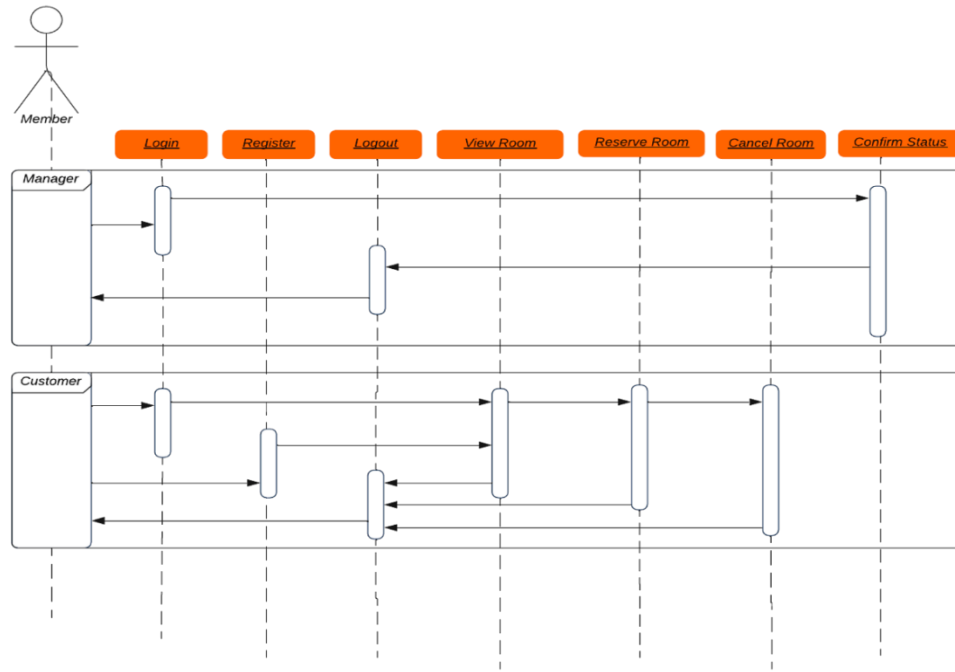 Member
Login
Register
Logout
View Room
Reserve Room
Cancel Room
Confirm Status
Manager
Customer